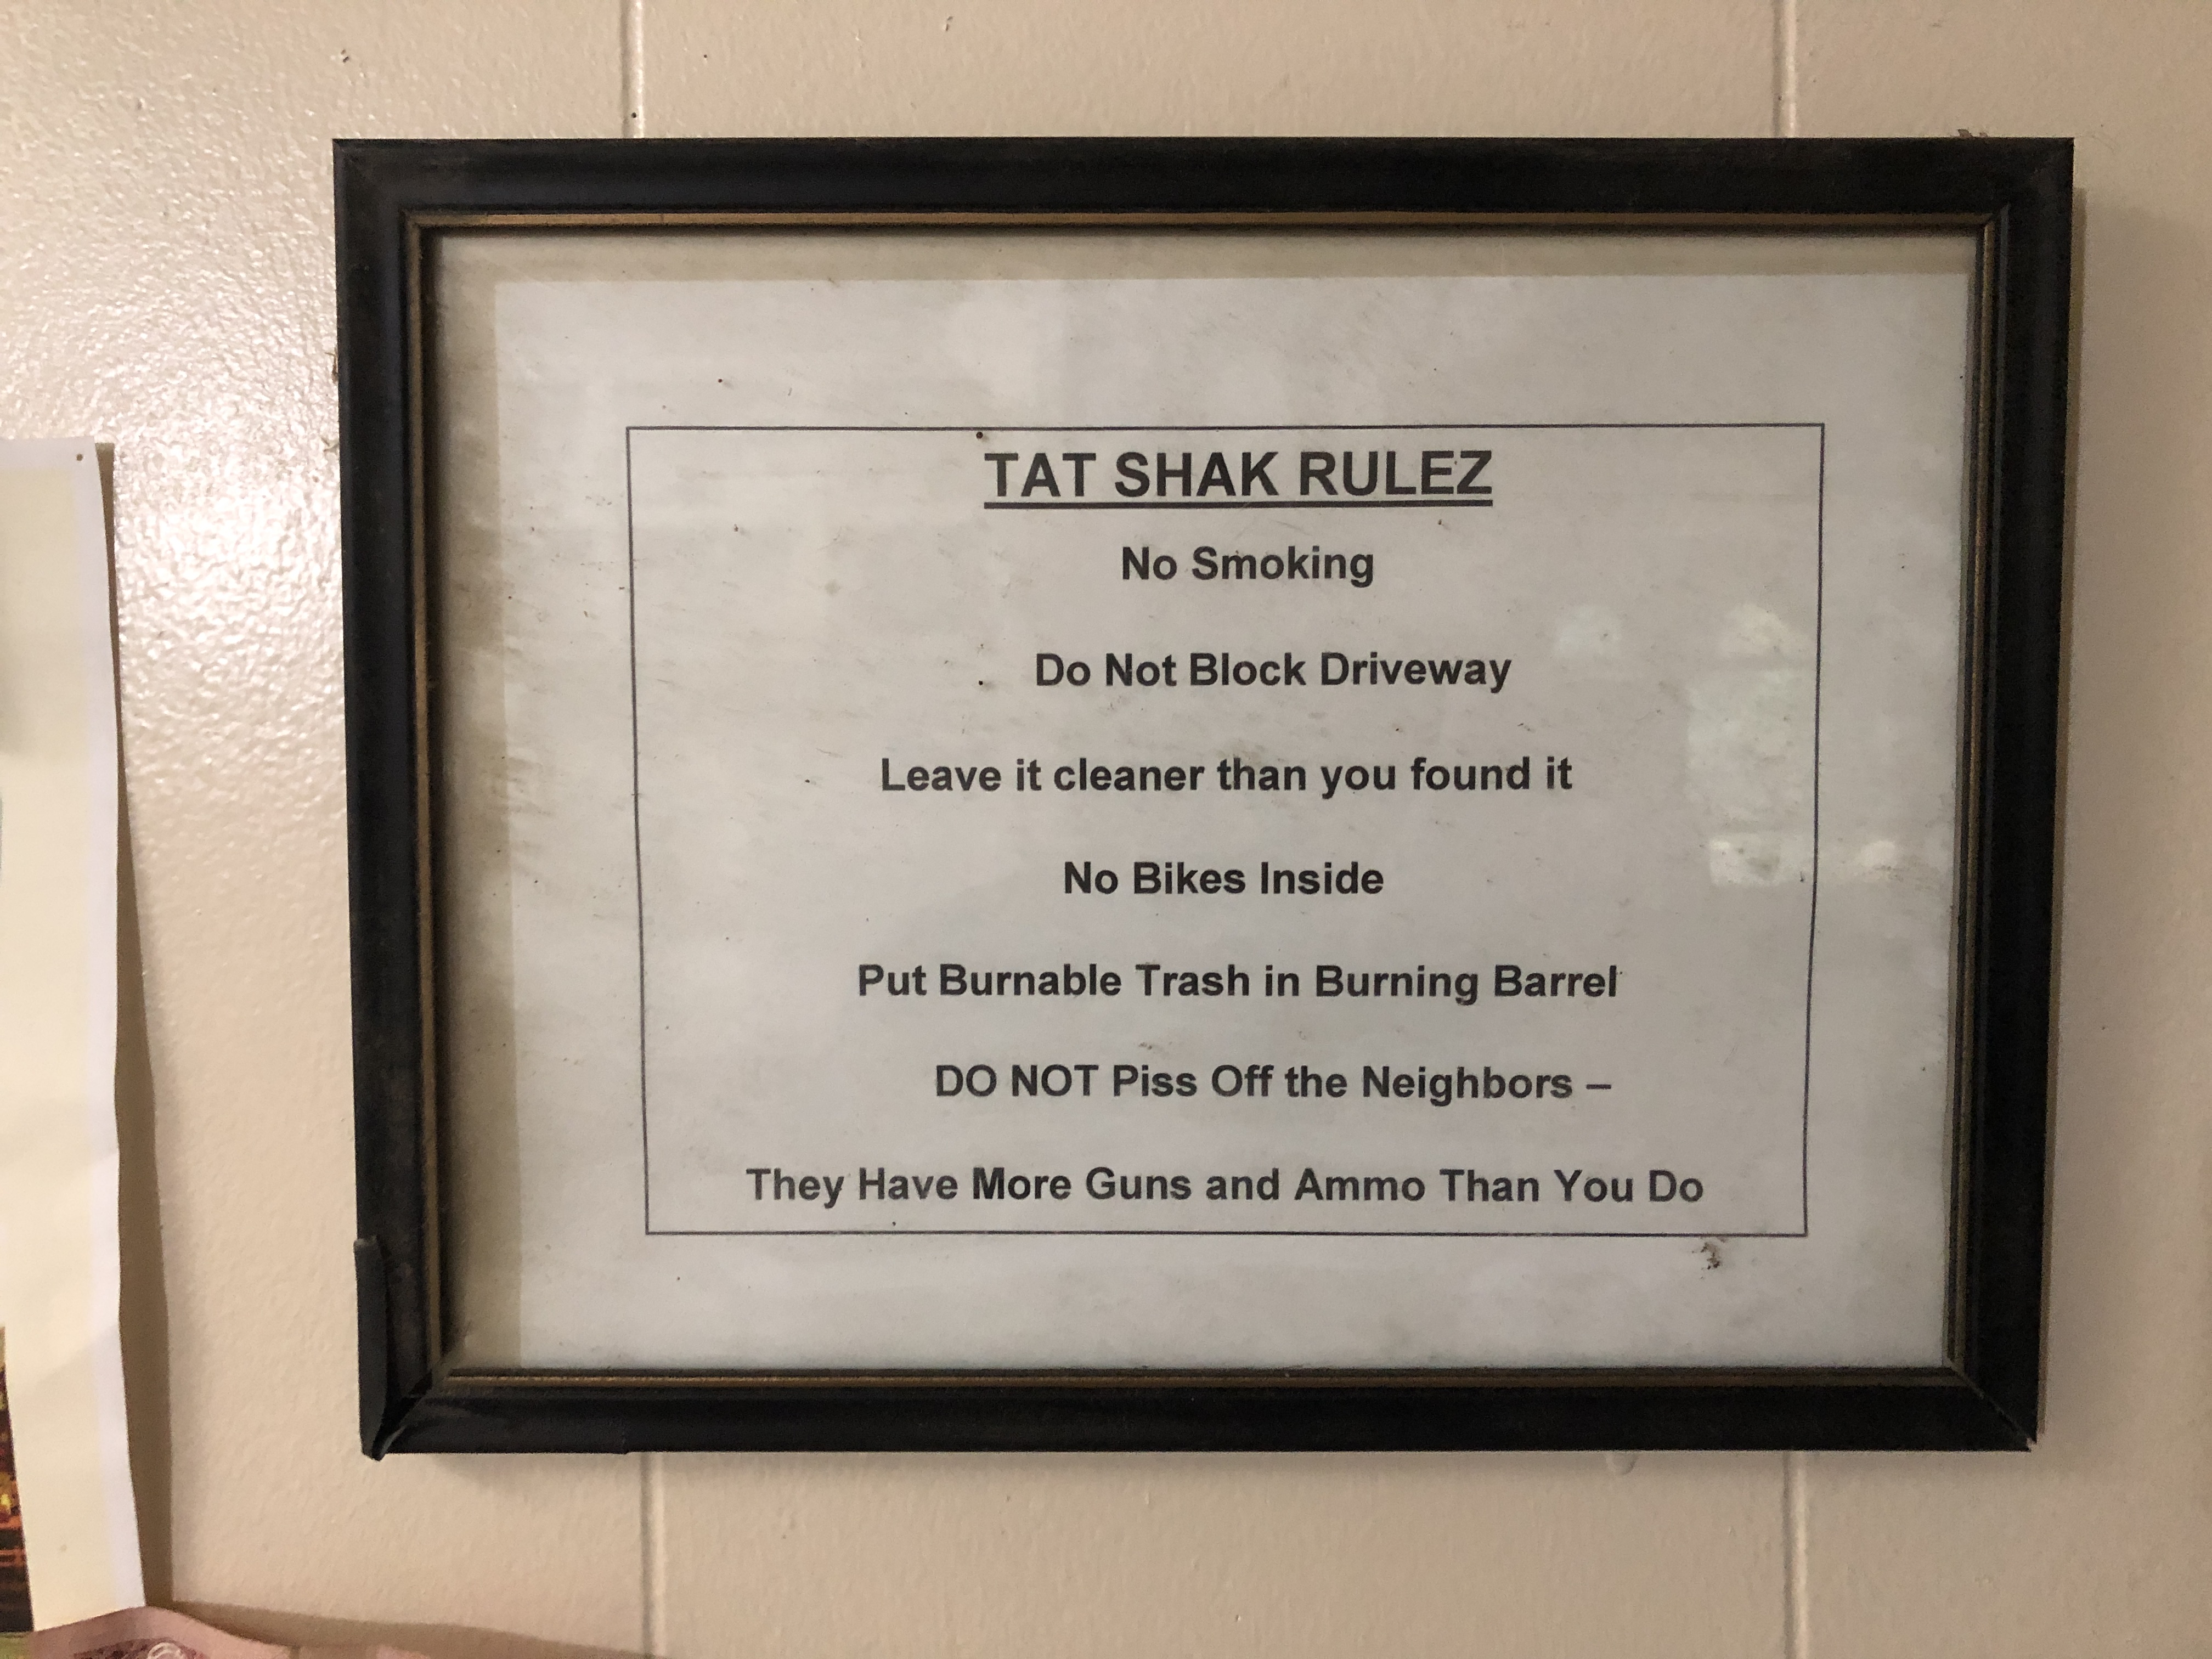 TAT SHAK RULEZ
No Smoking
Do Not Block Driveway
Leave it cleaner than you found it
No Bikes Inside
Put Burnable Trash in Burning Barrel
DO NOT Piss Off the Neighbors –
They Have More Guns and Ammo Than You Do